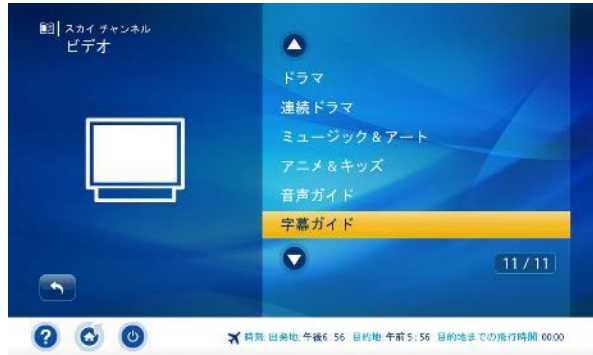 スカイ チャンネル
ビデオ
ドラマ
連続ドラマ
ミュージック＆アート
アニメ＆キッズ
音声ガイド
字幕ガイド
11 / 11
?
時刻 出発地 午後6:56 目的地 午前5:56 目的地までの飛行時間 00:00